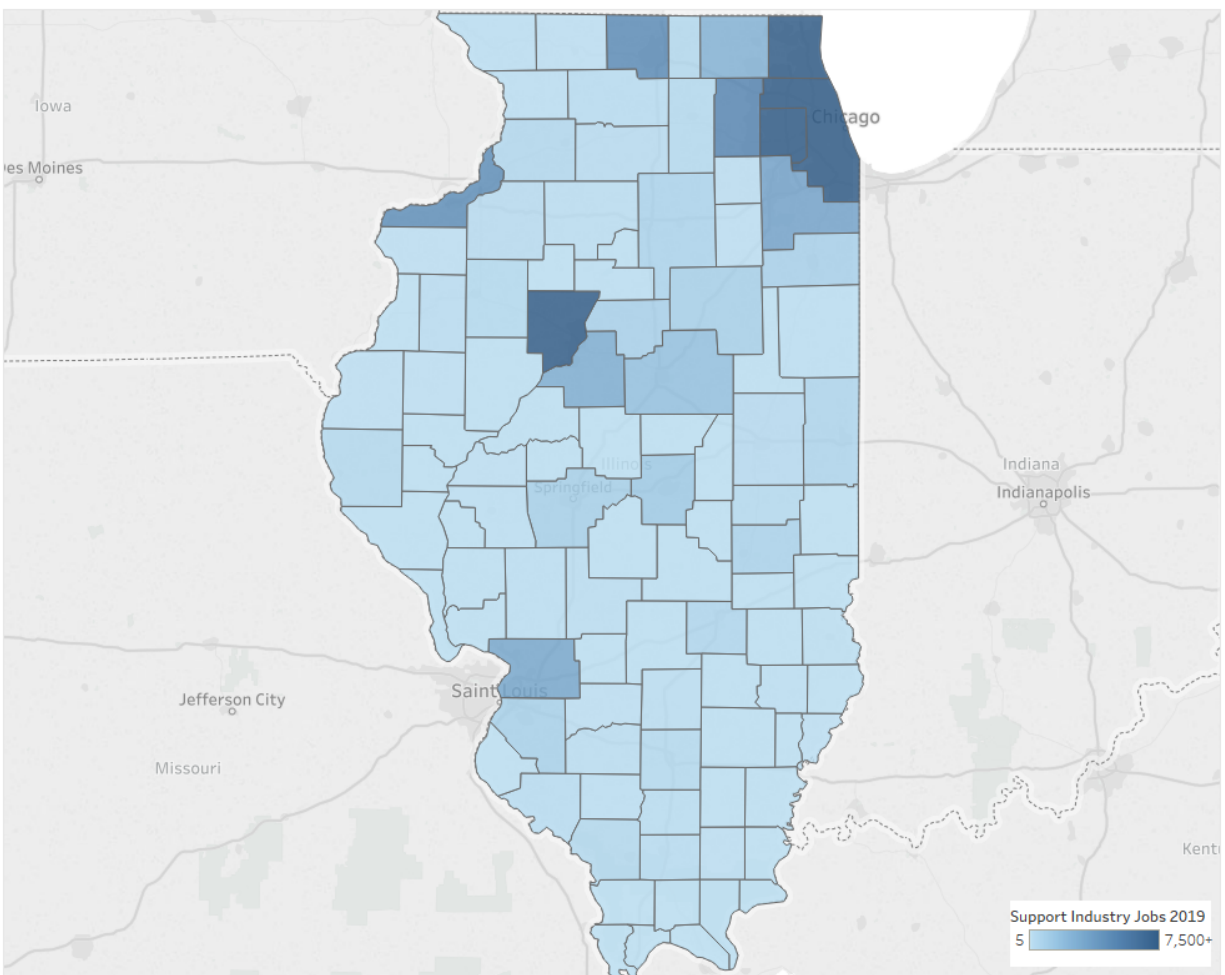 Iowa
Chicago
Des Moines
Indiana
Illinois
Indianapolis
Springfield
Saint Louis
Jefferson City
Missouri
Kent
Support Industry Jobs 2019
5 7,500+